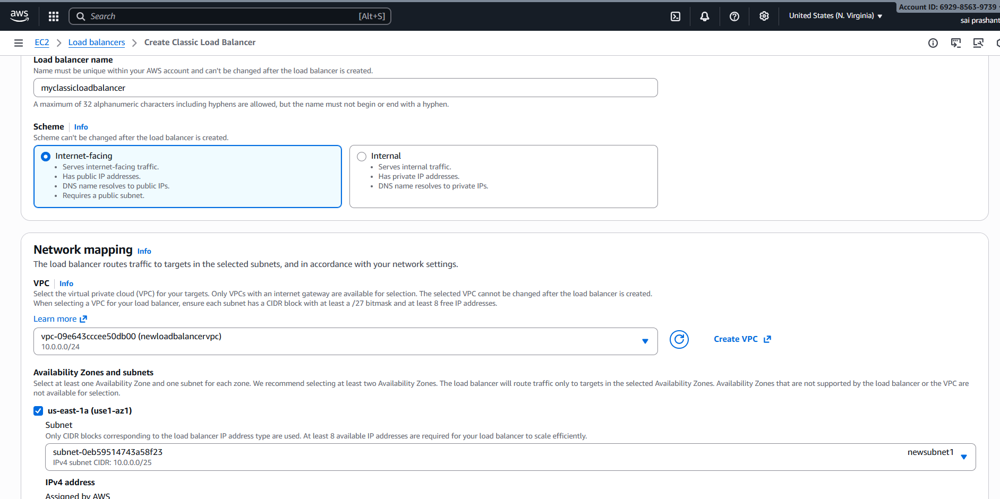 aws
Search [Alt+S]
United States (N. Virginia)
Account ID: 6929-8563-9739
sai prashant
EC2 > Load balancers > Create Classic Load Balancer
Load balancer name
Name must be unique within your AWS account and can't be changed after the load balancer is created.
myclassicloadbalancer
A maximum of 32 alphanumeric characters including hyphens are allowed, but the name must not begin or end with a hyphen.
Scheme | Info
Scheme can't be changed after the load balancer is created.
Internet-facing
• Serves internet-facing traffic.
• Has public IP addresses.
• DNS name resolves to public IPs.
• Requires a public subnet.
Internal
• Serves internal traffic.
• Has private IP addresses.
• DNS name resolves to private IPs.
Network mapping Info
The load balancer routes traffic to targets in the selected subnets, and in accordance with your network settings.
VPC | Info
Select the virtual private cloud (VPC) for your targets. Only VPCs with an internet gateway are available for selection. The selected VPC cannot be changed after the load balancer is created.
When selecting a VPC for your load balancer, ensure each subnet has a CIDR block with at least a /27 bitmask and at least 8 free IP addresses.
Learn more
vpc-09e643cccee50db00 (newloadbalancervpc)
10.0.0.0/24
Create VPC
Availability Zones and subnets
Select at least one Availability Zone and one subnet for each zone. We recommend selecting at least two Availability Zones. The load balancer will route traffic only to targets in the selected Availability Zones. Availability Zones that are not supported by the load balancer or the VPC are
not available for selection.
us-east-1a (use1-az1)
Subnet
Only CIDR blocks corresponding to the load balancer IP address type are used. At least 8 available IP addresses are required for your load balancer to scale efficiently.
subnet-0eb59514743a58f23 newsubnet1
IPv4 subnet CIDR: 10.0.0.0/25
IPv4 address
Assigned by AWS